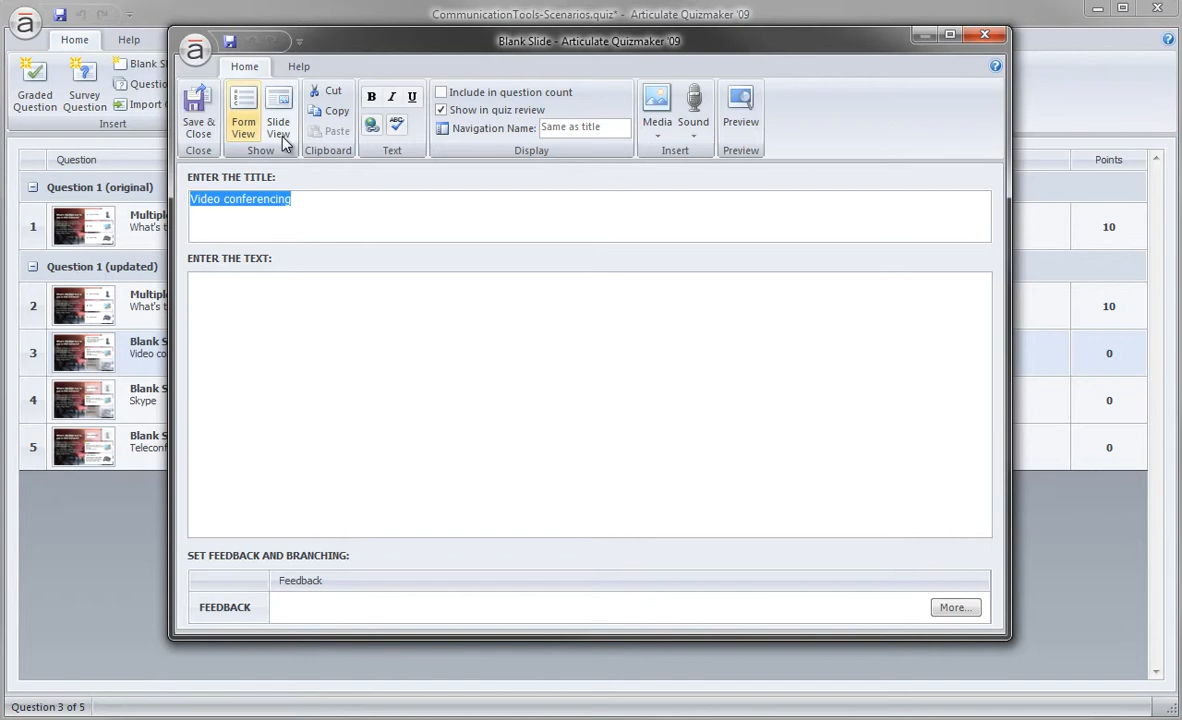 CommunicationTools-Scenarios.quiz* - Articulate Quizmaker '09
Home
Help
Graded Question
Survey Question
Blank Sl
Questio
Import
Insert
Blank Slide - Articulate Quizmaker '09
Home
Help
Save & Close
Close
Form View
Slide View
Show
Cut
Copy
Paste
Clipboard
B I U
ABC
Text
Include in question count
Show in quiz review
Navigation Name: Same as title
Display
Media
Sound
Insert
Preview
Preview
ENTER THE TITLE:
Video conferencing
ENTER THE TEXT:
SET FEEDBACK AND BRANCHING:
Feedback
FEEDBACK
More...
Question
Points
Question 1 (original)
1
Multiple
What's t
10
Question 1 (updated)
2
Multiple
What's t
10
3
Blank S
Video co
0
4
Blank S
Skype
0
5
Blank S
Teleconf
0
Question 3 of 5